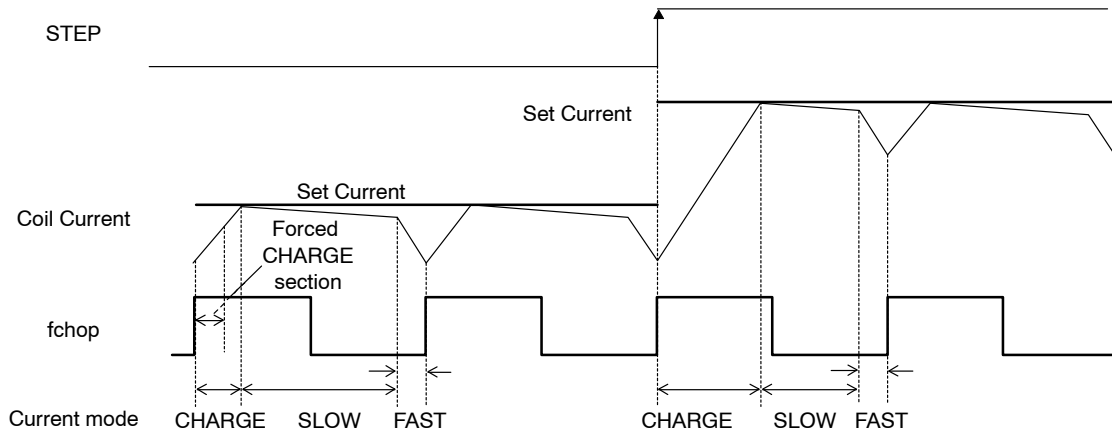 STEP
Set Current
Set Current
Coil Current
Forced
CHARGE
section
fchop
Current mode
CHARGE SLOW FAST
CHARGE SLOW FAST